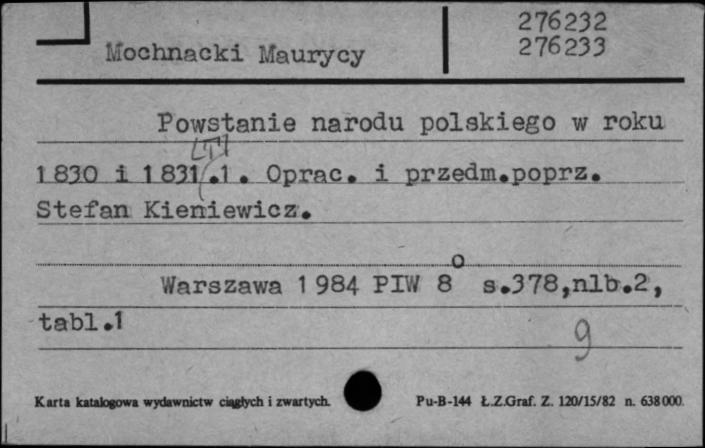 276232
Mochnacki Maurycy 276233
Powstanie narodu polskiego w roku
[T]
1830 i 1831.1. Oprac. i przedm.poprz.
Stefan Kieniewicz.
Warszawa 1984 PIW 8° s.378,nlb.2,
tabl.1
9
Karta katalogowa wydawnictw ciągłych i zwartych. Pu-B-144 Ł.Z.Graf. Z. 120/15/82 n. 638000.